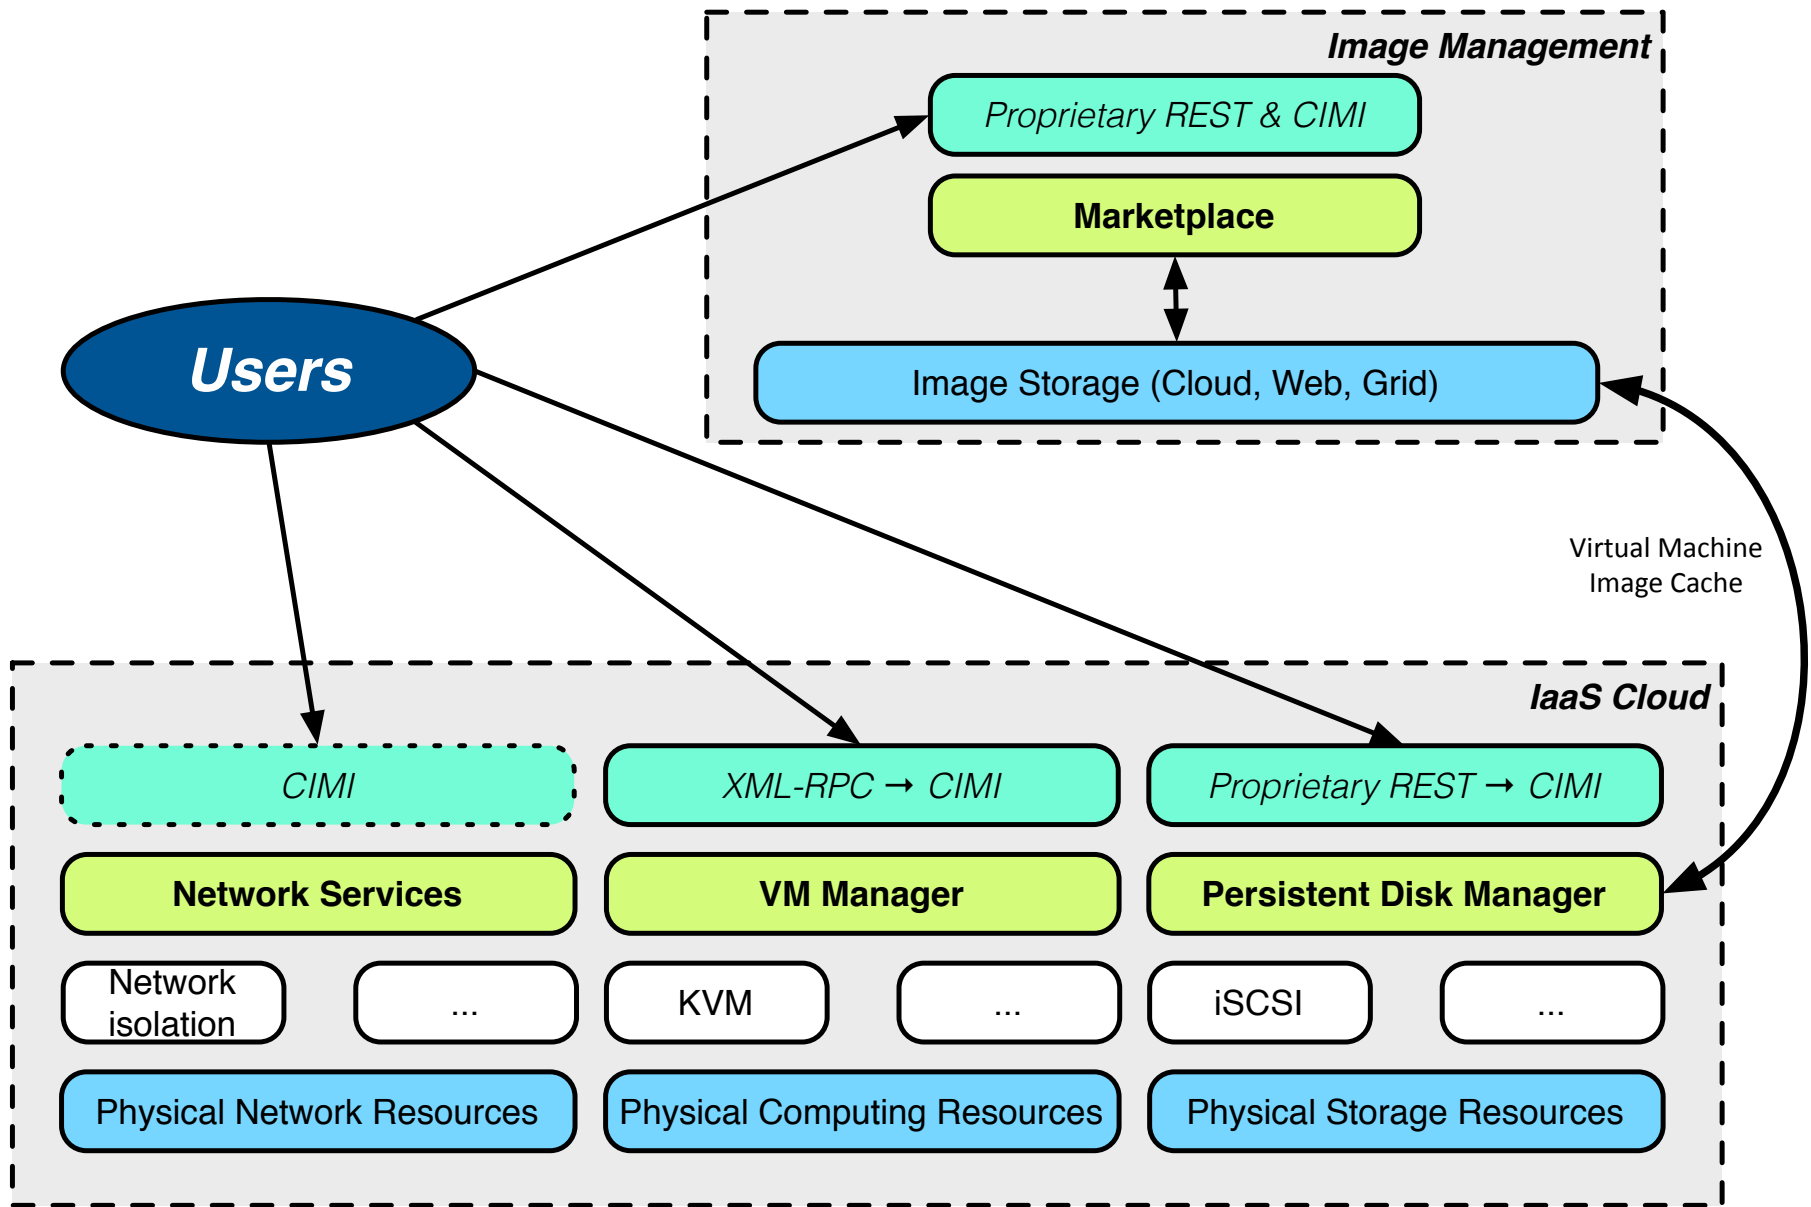 Image Management
Proprietary REST & CIMI
Marketplace
Users
Image Storage (Cloud, Web, Grid)
Virtual Machine
Image Cache
IaaS Cloud
CIMI
XML-RPC → CIMI
Proprietary REST → CIMI
Network Services
VM Manager
Persistent Disk Manager
Network
isolation
...
KVM
...
iSCSI
...
Physical Network Resources
Physical Computing Resources
Physical Storage Resources